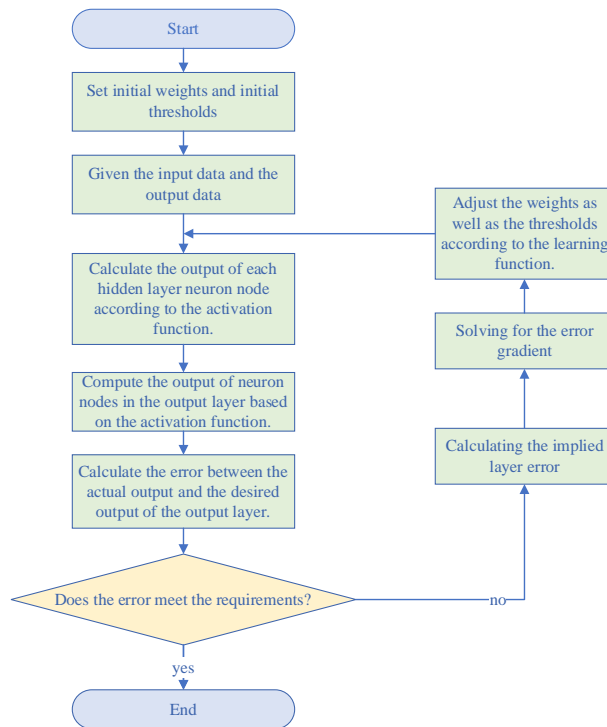 Start
Set initial weights and initial
thresholds
Given the input data and the
output data
Calculate the output of each
hidden layer neuron node
according to the activation
function.
Compute the output of neuron
nodes in the output layer based
on the activation function.
Calculate the error between the
actual output and the desired
output of the output layer.
Does the error meet the requirements?
yes
End
no
Calculating the implied
layer error
Solving for the error
gradient
Adjust the weights as
well as the thresholds
according to the learning
function.